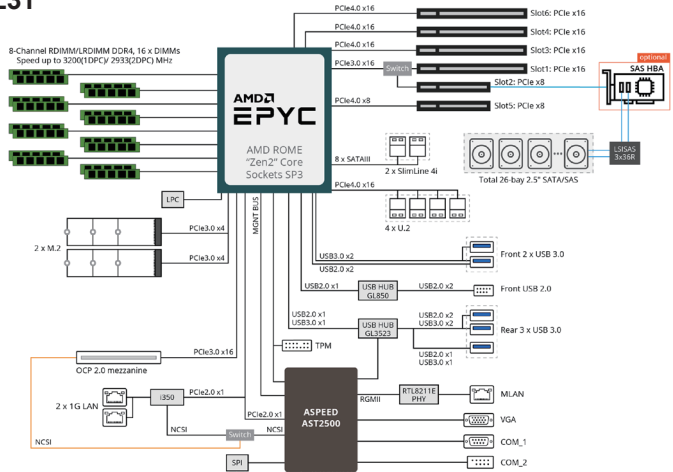 PCIe4.0 x16
Slot6: PCIe x16
PCIe4.0 x16
Slot4: PCIe x16
PCIe4.0 x16
Slot3: PCIe x16
PCIe3.0 x16
Switch
Slot1: PCIe x16
Slot2: PCIe x8
PCIe4.0 x8
Slot5: PCIe x8
optional
SAS HBA
8-Channel RDIMM/LRDIMM DDR4, 16 x DIMMs
Speed up to 3200(1DPC)/ 2933(2DPC) MHz
AMD
EPYC
AMD ROME
"Zen2" Core
Sockets SP3
8 x SATAIII
2 x SlimLine 4i
LSISAS
3x36R
Total 26-bay 2.5" SATA/SAS
PCIe4.0 x16
4 x U.2
LPC
MGNT BUS
2 x M.2
PCIe3.0 x4
PCIe3.0 x4
USB3.0 x2
USB2.0 x2
Front 2 x USB 3.0
USB2.0 x1
USB HUB
GL850
USB2.0 x2
Front USB 2.0
USB2.0 x1
USB3.0 x1
USB HUB
GL3523
USB2.0 x2
USB3.0 x2
Rear 3 x USB 3.0
USB2.0 x1
USB3.0 x1
TPM
PCIe3.0 x16
OCP 2.0 mezzanine
2 x 1G LAN
i350
PCIe2.0 x1
PCIe2.0 x1
NCSI
NCSI
Switch
NCSI
SPI
ASPEED
AST2500
RGMII
RTL8211E
PHY
MLAN
VGA
COM_1
COM_2